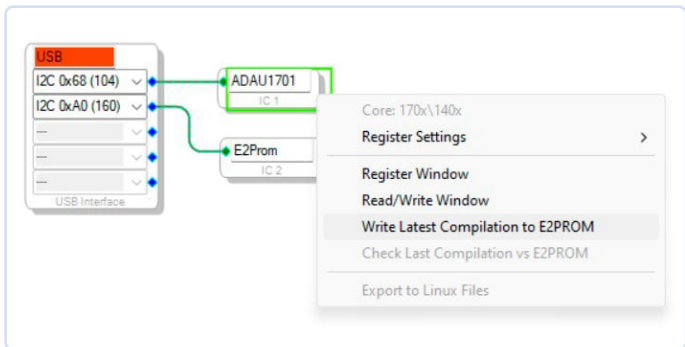 USB
I2C 0x68 (104)
I2C 0xA0 (160)
---
---
---
USB Interface
ADAU1701
IC 1
E2Prom
IC 2
Core: 170x\140x
Register Settings
Register Window
Read/Write Window
Write Latest Compilation to E2PROM
Check Last Compilation vs E2PROM
Export to Linux Files